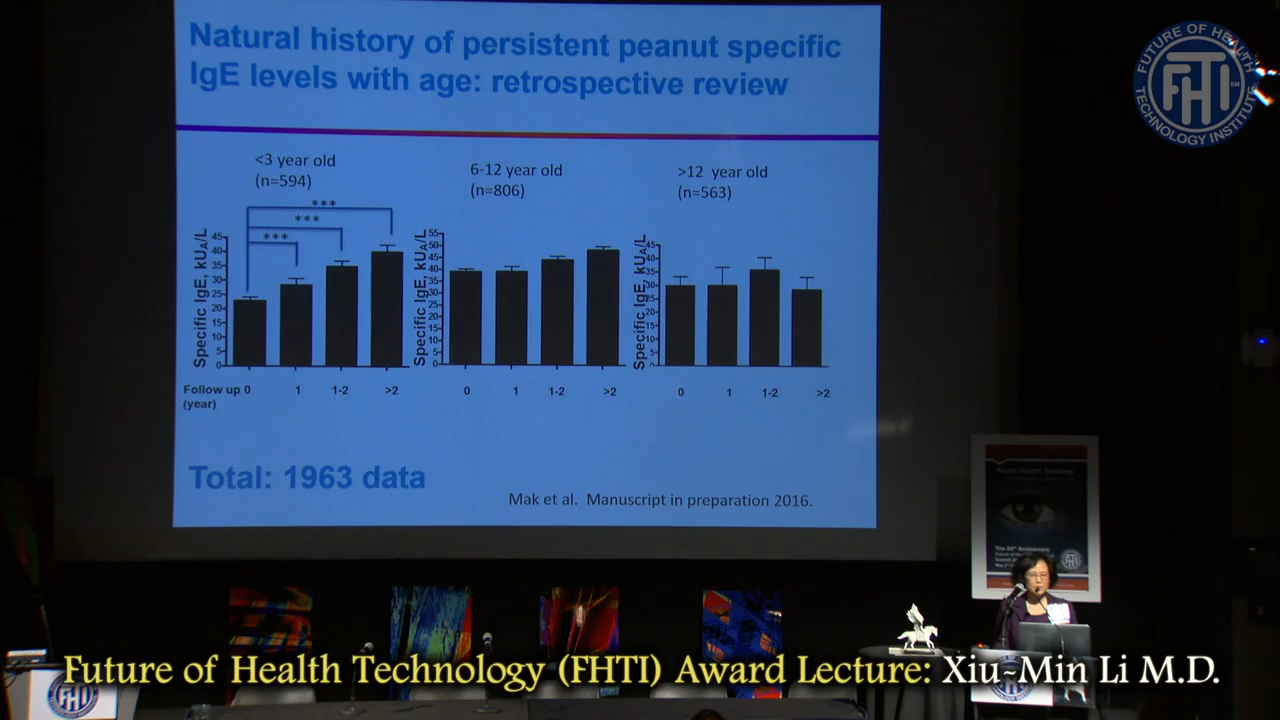 Natural history of persistent peanut specific
IgE levels with age: retrospective review
<3 year old
(n=594)
***
***
***
Specific IgE, kUA/L
45
40
35
30
25
20
15
10
5
0
Follow up 0 1 1-2 >2
(year)
6-12 year old
(n=806)
Specific IgE, kUA/L
55
50
45
40
35
30
25
20
15
10
5
0
0 1 1-2 >2
>12 year old
(n=563)
Specific IgE, kUA/L
45
40
35
30
25
20
15
10
5
0
0 1 1-2 >2
Total: 1963 data
Mak et al. Manuscript in preparation 2016.
FUTURE OF HEALTH
FHTI
SM
TECHNOLOGY INSTITUTE
The 20th Anniversary
Future of Health Technology (FHTI) Award Lecture: Xiu-Min Li M.D.
FHTI